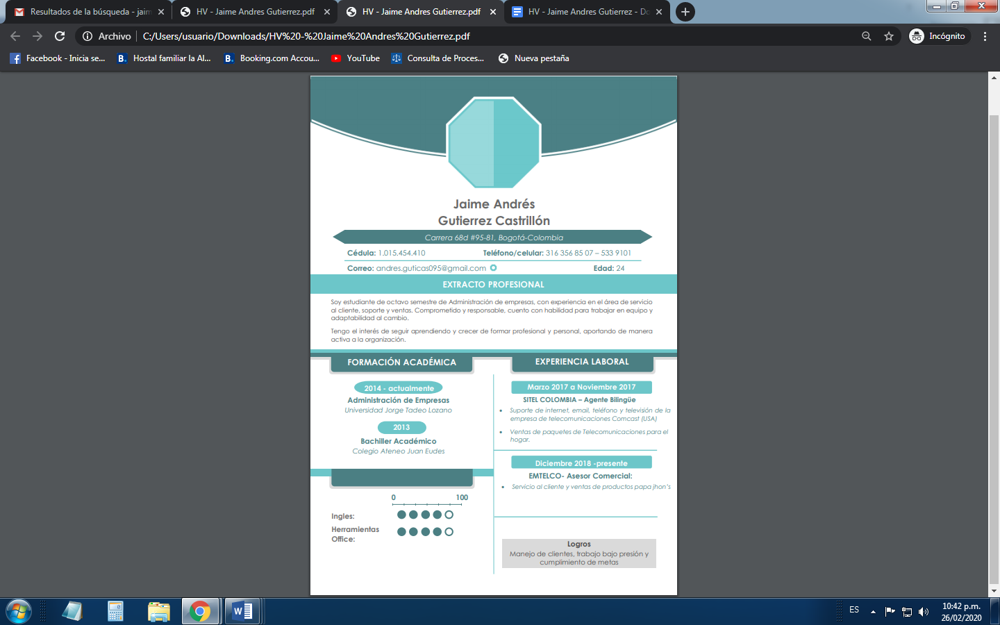 Resultados de la búsqueda - jaim
HV - Jaime Andres Gutierrez.pdf
HV - Jaime Andres Gutierrez.pdf
HV - Jaime Andres Gutierrez - Do
Archivo
C:/Users/usuario/Downloads/HV%20-%20Jaime%20Andres%20Gutierrez.pdf
Incógnito
Facebook - Inicia se...
B. Hostal familiar la Al...
B. Booking.com Accou...
YouTube
Consulta de Proces...
Nueva pestaña
Jaime Andrés
Gutierrez Castrillón
Carrera 68d #95-81, Bogotá-Colombia
Cédula: 1.015.454.410 Teléfono/celular: 316 356 85 07 – 533 9101
Correo: andres.guticas095@gmail.com Edad: 24
EXTRACTO PROFESIONAL
Soy estudiante de octavo semestre de Administración de empresas, con experiencia en el área de servicio
al cliente, soporte y ventas. Comprometido y responsable, cuento con habilidad para trabajar en equipo y
adaptabilidad al cambio.
Tengo el interés de seguir aprendiendo y crecer de formar profesional y personal, aportando de manera
activa a la organización.
FORMACIÓN ACADÉMICA
2014 - actualmente
Administración de Empresas
Universidad Jorge Tadeo Lozano
2013
Bachiller Académico
Colegio Ateneo Juan Eudes
0 100
Ingles:
Herramientas
Office:
EXPERIENCIA LABORAL
Marzo 2017 a Noviembre 2017
SITEL COLOMBIA – Agente Bilingüe
• Suporte de internet, email, teléfono y televisión de la
empresa de telecomunicaciones Comcast (USA)
• Ventas de paquetes de Telecomunicaciones para el
hogar.
Diciembre 2018 -presente
EMTELCO- Asesor Comercial:
• Servicio al cliente y ventas de productos papa jhon's
Logros
Manejo de clientes, trabajo bajo presión y
cumplimiento de metas
ES
10:42 p.m.
26/02/2020